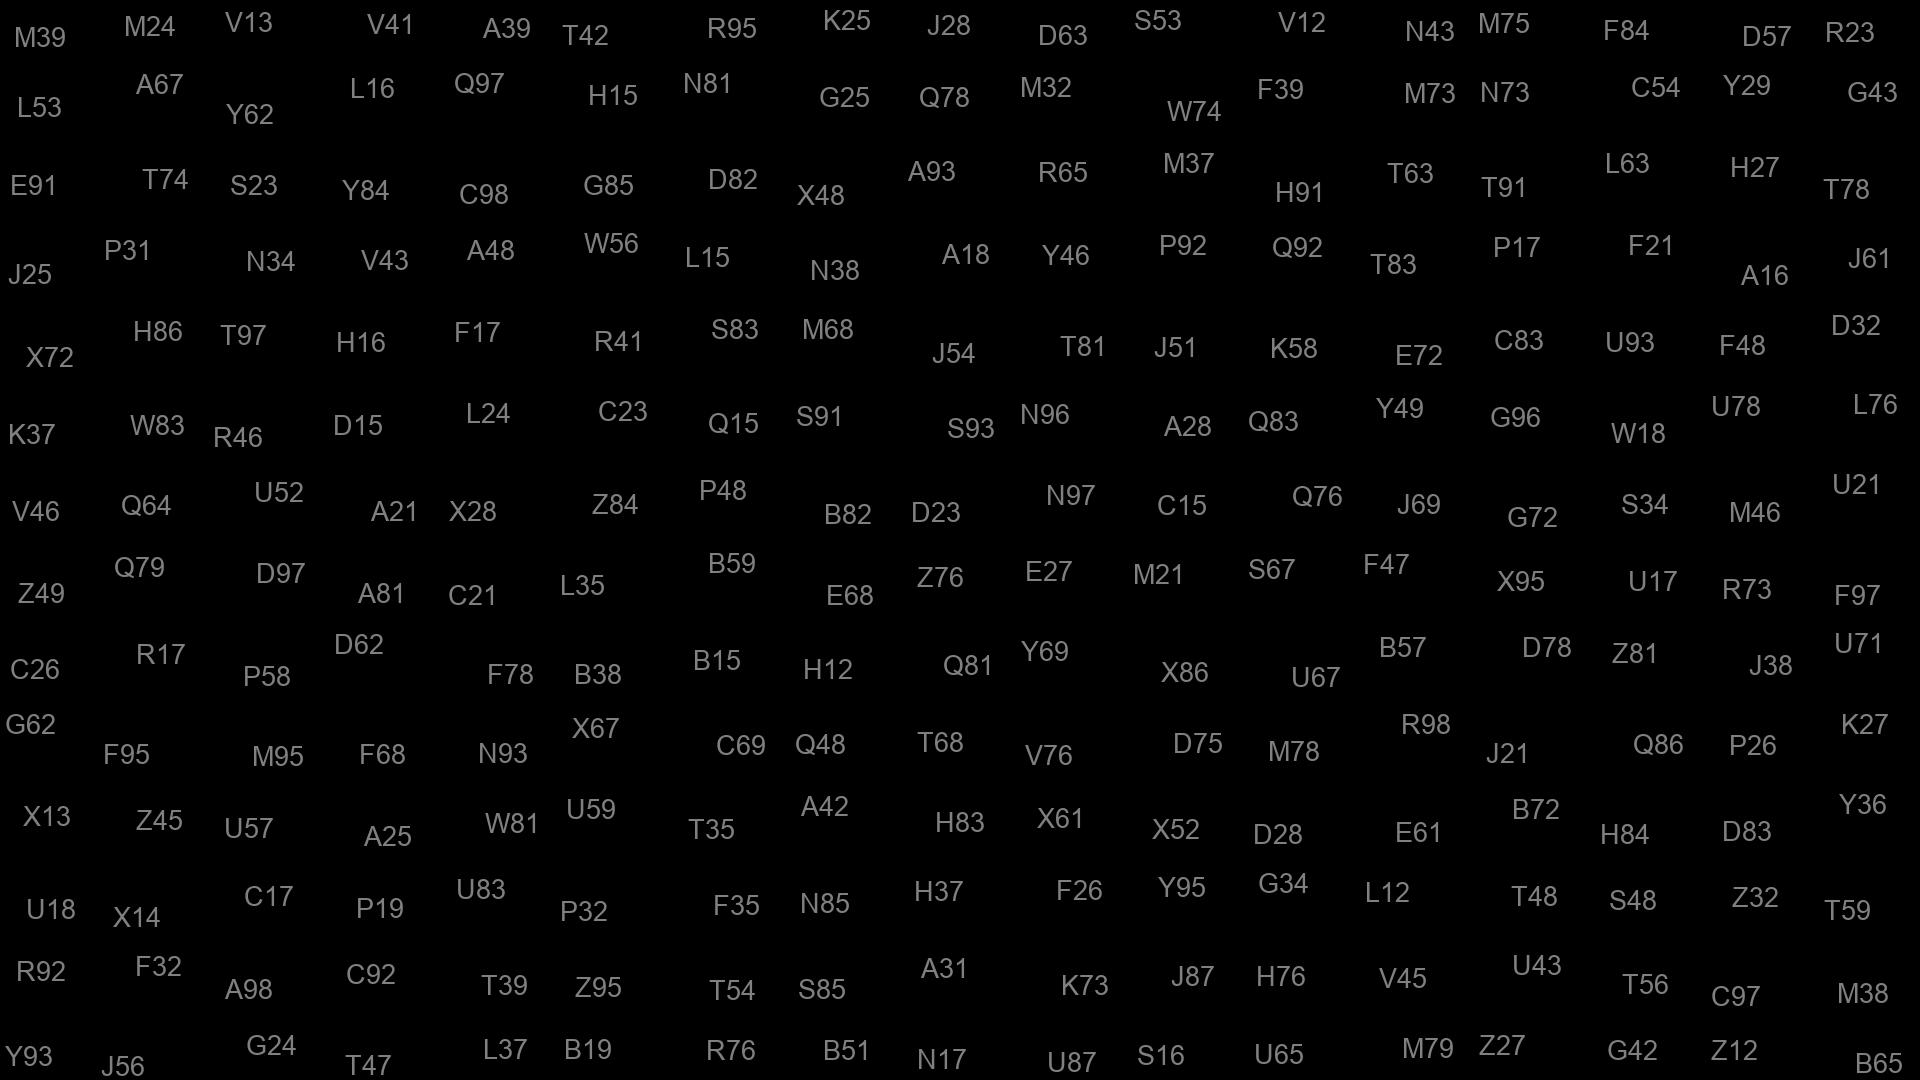 M39 M24 V13 V41 A39 T42 R95 K25 J28 D63 S53 V12 N43 M75 F84 D57 R23
L53 A67 Y62 L16 Q97 H15 N81 G25 Q78 M32 W74 F39 M73 N73 C54 Y29 G43
E91 T74 S23 Y84 C98 G85 D82 X48 A93 R65 M37 H91 T63 T91 L63 H27 T78
J25 P31 N34 V43 A48 W56 L15 N38 A18 Y46 P92 Q92 T83 P17 F21 A16 J61
X72 H86 T97 H16 F17 R41 S83 M68 J54 T81 J51 K58 E72 C83 U93 F48 D32
K37 W83 R46 D15 L24 C23 Q15 S91 S93 N96 A28 Q83 Y49 G96 W18 U78 L76
V46 Q64 U52 A21 X28 Z84 P48 B82 D23 N97 C15 Q76 J69 G72 S34 M46 U21
Z49 Q79 D97 A81 C21 L35 B59 E68 Z76 E27 M21 S67 F47 X95 U17 R73 F97
C26 R17 P58 D62 F78 B38 B15 H12 Q81 Y69 X86 U67 B57 D78 Z81 J38 U71
G62 F95 M95 F68 N93 X67 C69 Q48 T68 V76 D75 M78 R98 J21 Q86 P26 K27
X13 Z45 U57 A25 W81 U59 T35 A42 H83 X61 X52 D28 E61 B72 H84 D83 Y36
U18 X14 C17 P19 U83 P32 F35 N85 H37 F26 Y95 G34 L12 T48 S48 Z32 T59
R92 F32 A98 C92 T39 Z95 T54 S85 A31 K73 J87 H76 V45 U43 T56 C97 M38
Y93 J56 G24 T47 L37 B19 R76 B51 N17 U87 S16 U65 M79 Z27 G42 Z12 B65